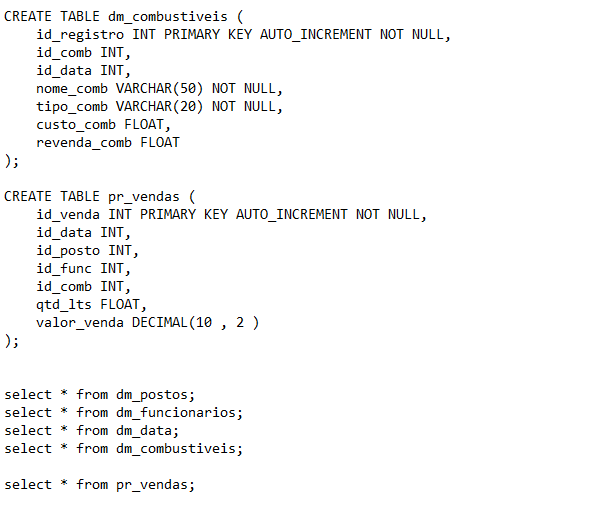 CREATE TABLE dm_combustiveis (
    id_registro INT PRIMARY KEY AUTO_INCREMENT NOT NULL,
    id_comb INT,
    id_data INT,
    nome_comb VARCHAR(50) NOT NULL,
    tipo_comb VARCHAR(20) NOT NULL,
    custo_comb FLOAT,
    revenda_comb FLOAT
);

CREATE TABLE pr_vendas (
    id_venda INT PRIMARY KEY AUTO_INCREMENT NOT NULL,
    id_data INT,
    id_posto INT,
    id_func INT,
    id_comb INT,
    qtd_lts FLOAT,
    valor_venda DECIMAL(10 , 2 )
);

select * from dm_postos;
select * from dm_funcionarios;
select * from dm_data;
select * from dm_combustiveis;

select * from pr_vendas;